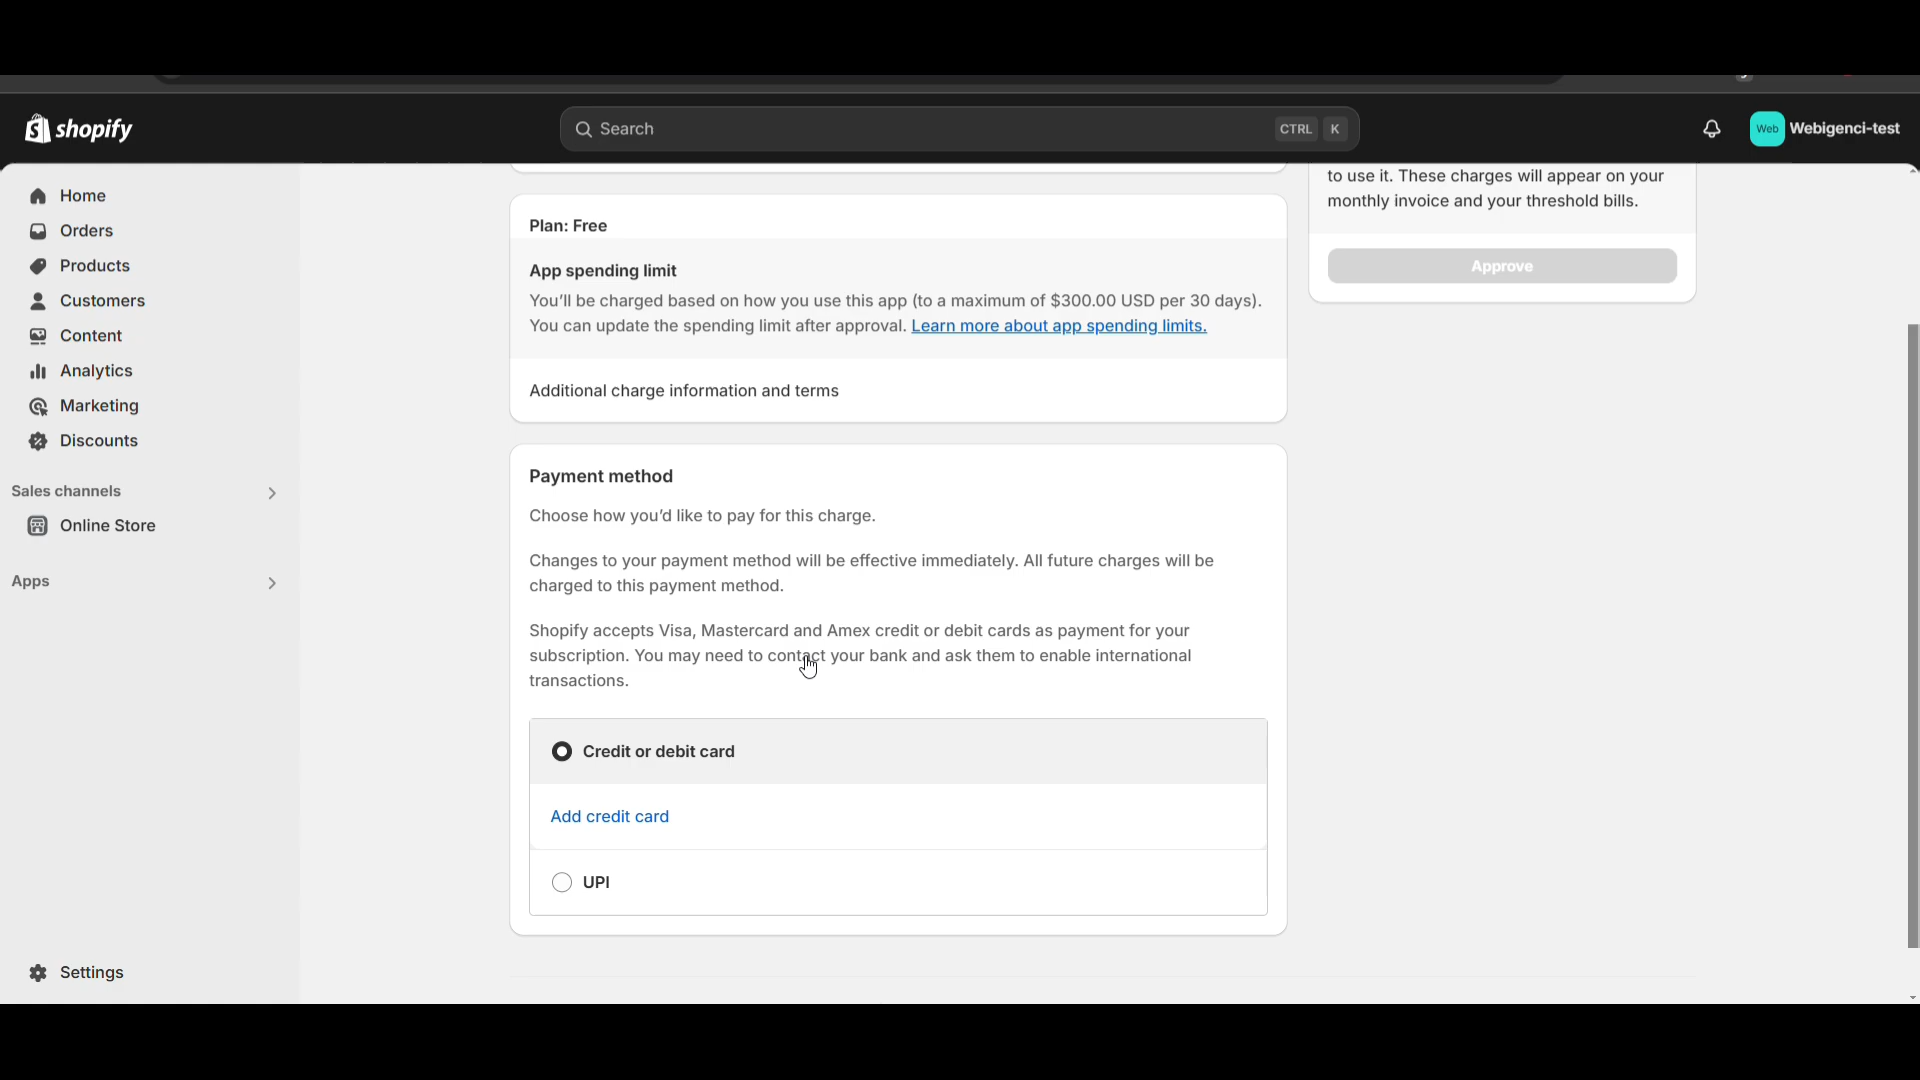 shopify
Search
CTRL K
Web
Webigenci-test
Home
Orders
Products
Customers
Content
Analytics
Marketing
Discounts
Sales channels
Online Store
Apps
Settings
Plan: Free
App spending limit
You'll be charged based on how you use this app (to a maximum of $300.00 USD per 30 days).
You can update the spending limit after approval. Learn more about app spending limits.
Additional charge information and terms
Payment method
Choose how you'd like to pay for this charge.
Changes to your payment method will be effective immediately. All future charges will be
charged to this payment method.
Shopify accepts Visa, Mastercard and Amex credit or debit cards as payment for your
subscription. You may need to contact your bank and ask them to enable international
transactions.
Credit or debit card
Add credit card
UPI
to use it. These charges will appear on your
monthly invoice and your threshold bills.
Approve